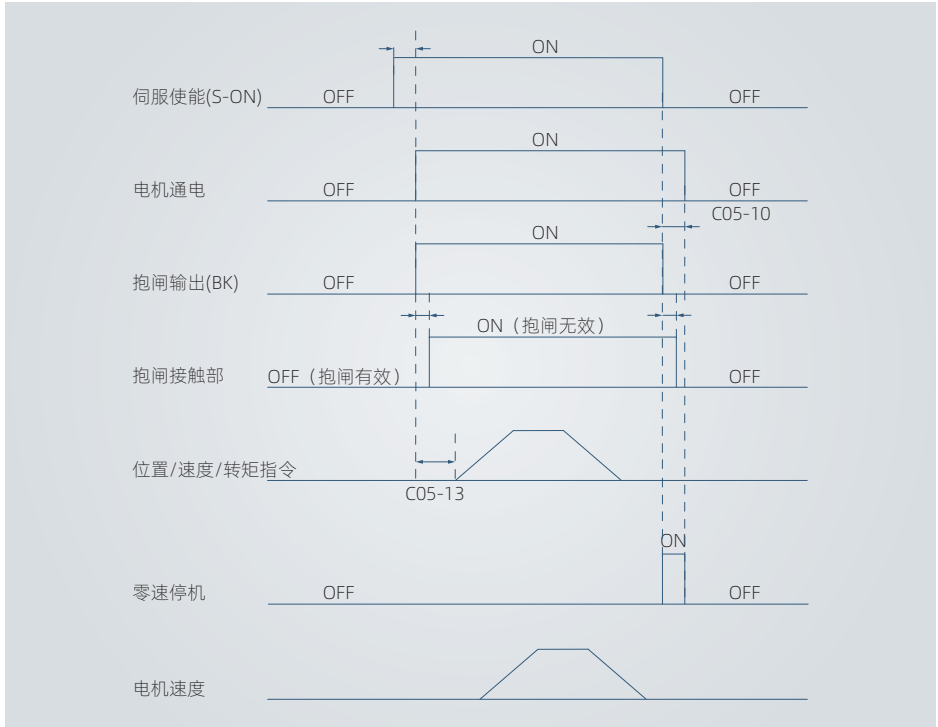 ON
伺服使能(S-ON) OFF OFF
ON
电机通电 OFF OFF
C05-10
ON
抱闸输出(BK) OFF OFF
ON（抱闸无效）
抱闸接触部 OFF（抱闸有效） OFF
位置/速度/转矩指令
C05-13
ON
零速停机 OFF OFF
电机速度